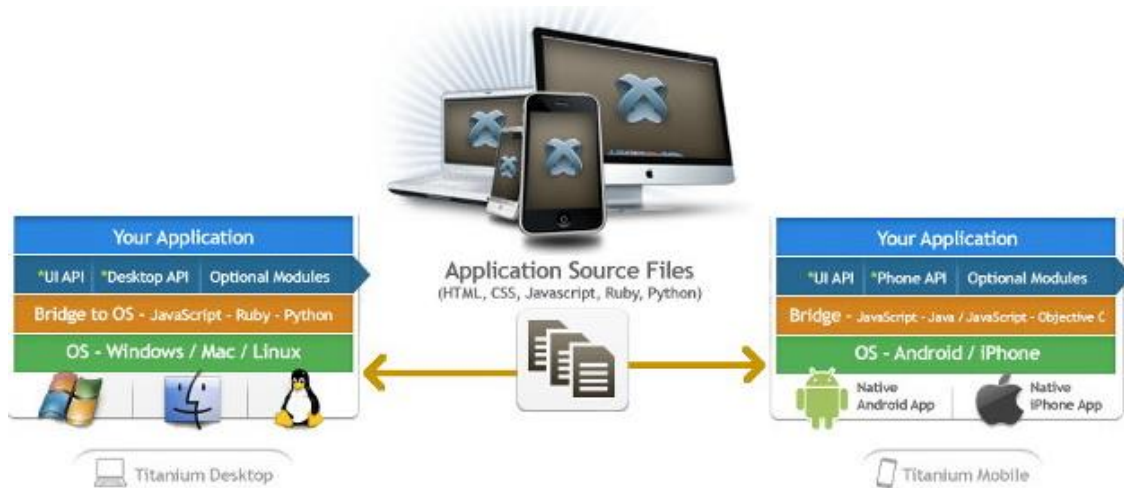 Application Source Files
(HTML, CSS, Javascript, Ruby, Python)
Your Application
*UI API *Desktop API Optional Modules
Bridge to OS - JavaScript - Ruby - Python
OS - Windows / Mac / Linux
Titanium Desktop
Your Application
*UI API *Phone API Optional Modules
Bridge - JavaScript - Java / JavaScript - Objective C
OS - Android / iPhone
Native
Android App
Native
iPhone App
Titanium Mobile